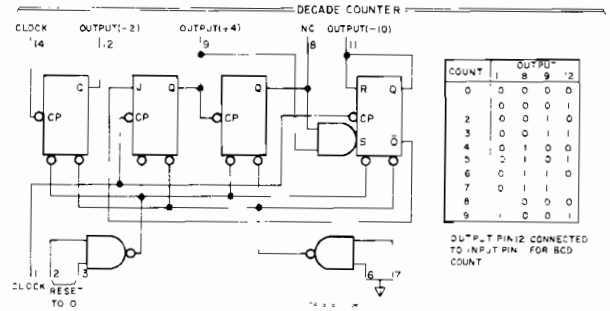 DECADE COUNTER
CLOCK OUTPUT(-2) OUTPUT(÷4) NC OUTPUT(-10)
14 .2 9 8 11
C J Q Q R Q
CP CP CP CP
S Q̅
OUTPUT
COUNT 1 8 9 '2
0 0 0 0 0
0 0 0 1
2 0 0 1 0
3 0 0 1 1
4 0 1 0 0
5 0 1 0 1
6 0 1 1 0
7 0 1 1
8 0 0 0
9 0 0 1
OUTPUT PIN 12 CONNECTED
TO INPUT PIN FOR BCD
COUNT
1 2 3 6 17
CLOCK RESE-
TO 0